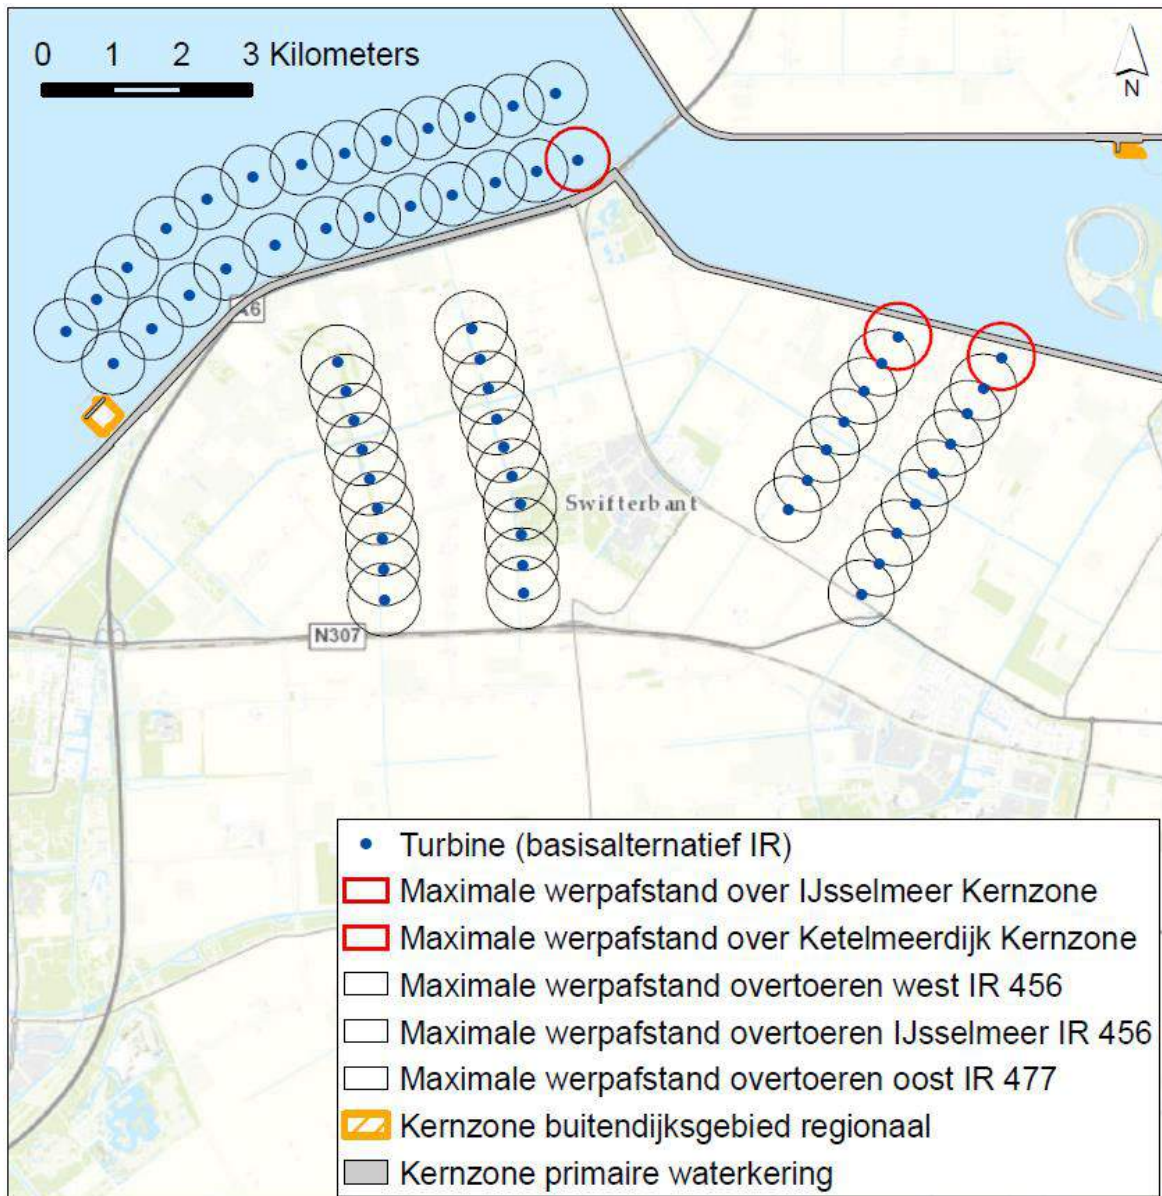 0 1 2 3 Kilometers
N
A6
Swifterbant
N307
Turbine (basisalternatief IR)
Maximale werpafstand over IJsselmeer Kernzone
Maximale werpafstand over Ketelmeerdijk Kernzone
Maximale werpafstand overtoeren west IR 456
Maximale werpafstand overtoeren IJsselmeer IR 456
Maximale werpafstand overtoeren oost IR 477
Kernzone buitendijksgebied regionaal
Kernzone primaire waterkering